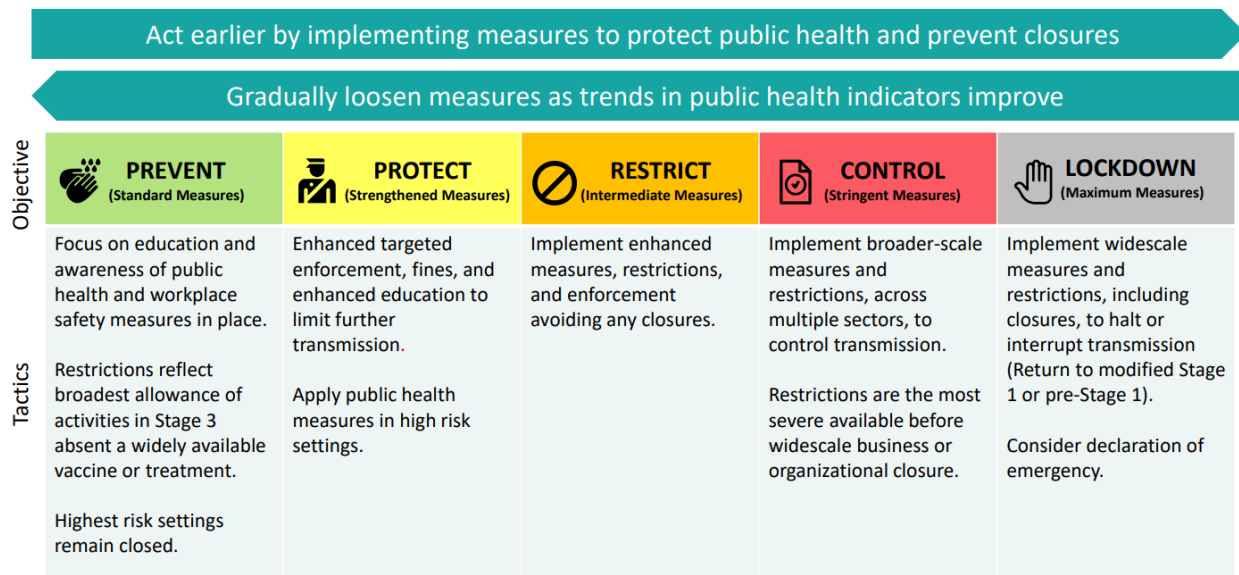 Act earlier by implementing measures to protect public health and prevent closures
Gradually loosen measures as trends in public health indicators improve
Objective
PREVENT
(Standard Measures)
PROTECT
(Strengthened Measures)
RESTRICT
(Intermediate Measures)
CONTROL
(Stringent Measures)
LOCKDOWN
(Maximum Measures)
Tactics
Focus on education and
awareness of public
health and workplace
safety measures in place.
Restrictions reflect
broadest allowance of
activities in Stage 3
absent a widely available
vaccine or treatment.
Highest risk settings
remain closed.
Enhanced targeted
enforcement, fines, and
enhanced education to
limit further
transmission.
Apply public health
measures in high risk
settings.
Implement enhanced
measures, restrictions,
and enforcement
avoiding any closures.
Implement broader-scale
measures and
restrictions, across
multiple sectors, to
control transmission.
Restrictions are the most
severe available before
widescale business or
organizational closure.
Implement widescale
measures and
restrictions, including
closures, to halt or
interrupt transmission
(Return to modified Stage
1 or pre-Stage 1).
Consider declaration of
emergency.